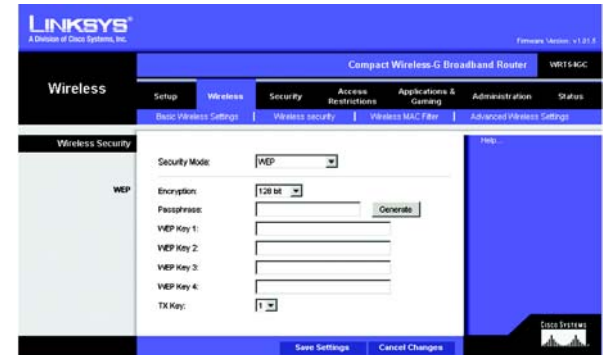 LINKSYS®
A Division of Cisco Systems, Inc.
Firmware Version: v1.01.5
Compact Wireless-G Broadband Router WRT54GC
Wireless
Setup Wireless Security Access Restrictions Applications & Gaming Administration Status
Basic Wireless Settings | Wireless security | Wireless MAC Filter | Advanced Wireless Settings
Wireless Security
Help...
Security Mode: WEP
WEP
Encryption: 128 bit
Passphrase: Generate
WEP Key 1:
WEP Key 2:
WEP Key 3:
WEP Key 4:
TX Key: 1
CISCO SYSTEMS
Save Settings Cancel Changes